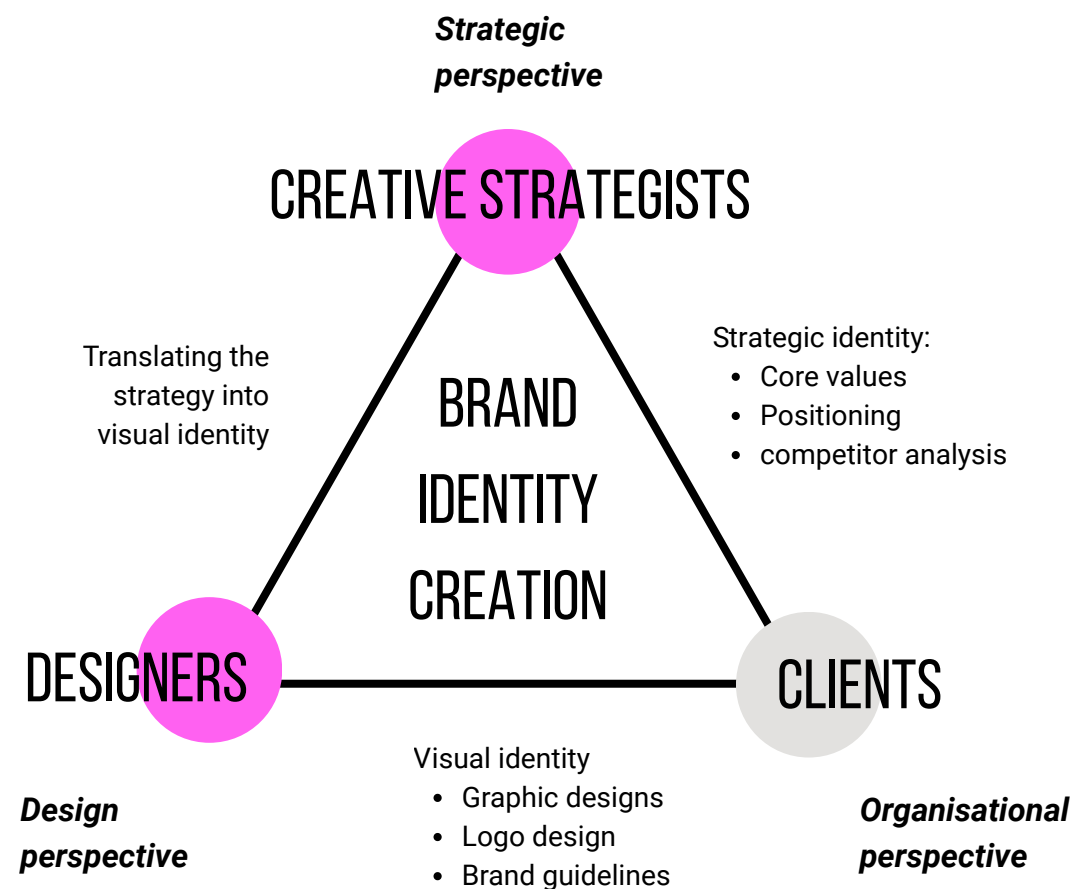 Strategic
perspective
CREATIVE STRATEGISTS
Translating the
strategy into
visual identity
Strategic identity:
• Core values
• Positioning
• competitor analysis
BRAND
IDENTITY
CREATION
DESIGNERS
CLIENTS
Visual identity
• Graphic designs
• Logo design
• Brand guidelines
Design
perspective
Organisational
perspective